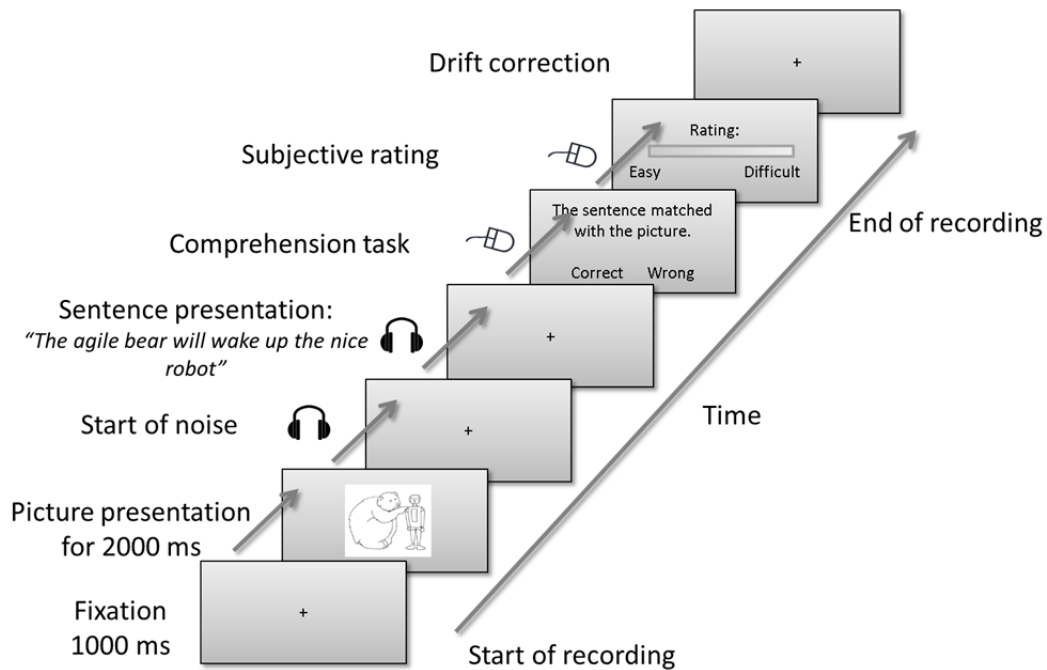 Drift correction
+
Rating:
Easy Difficult
Subjective rating
The sentence matched
with the picture.
Correct Wrong
Comprehension task
End of recording
Sentence presentation:
“The agile bear will wake up the nice
robot”
+
Start of noise
+
Time
Picture presentation
for 2000 ms
Fixation
1000 ms
+
Start of recording